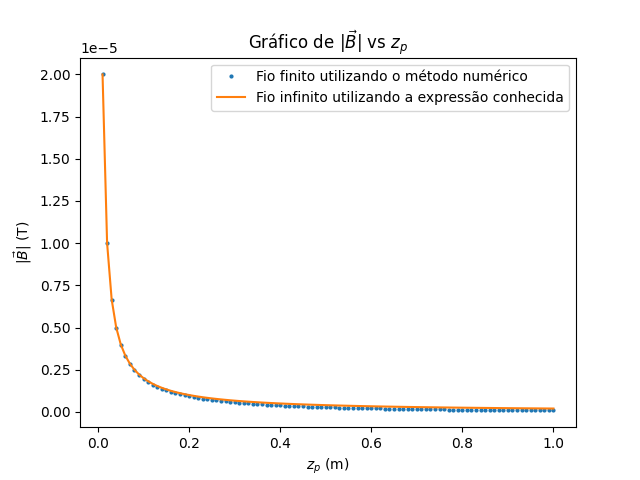 Gráfico de |B⃗| vs z_p
1e−5
Fio finito utilizando o método numérico
Fio infinito utilizando a expressão conhecida
2.00
1.75
1.50
1.25
1.00
0.75
0.50
0.25
0.00
|B⃗| (T)
0.0 0.2 0.4 0.6 0.8 1.0
z_p (m)